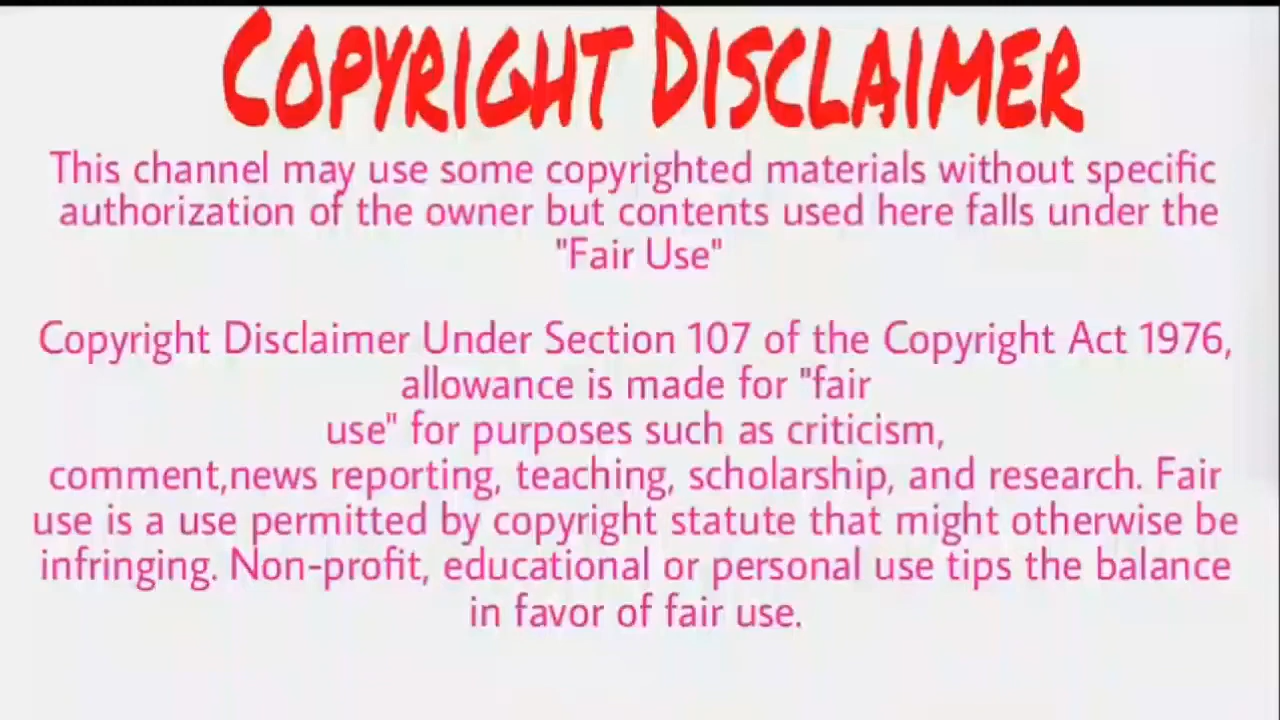 COPYRIGHT DISCLAIMER
This channel may use some copyrighted materials without specific
authorization of the owner but contents used here falls under the
"Fair Use"
Copyright Disclaimer Under Section 107 of the Copyright Act 1976,
allowance is made for "fair
use" for purposes such as criticism,
comment,news reporting, teaching, scholarship, and research. Fair
use is a use permitted by copyright statute that might otherwise be
infringing. Non-profit, educational or personal use tips the balance
in favor of fair use.